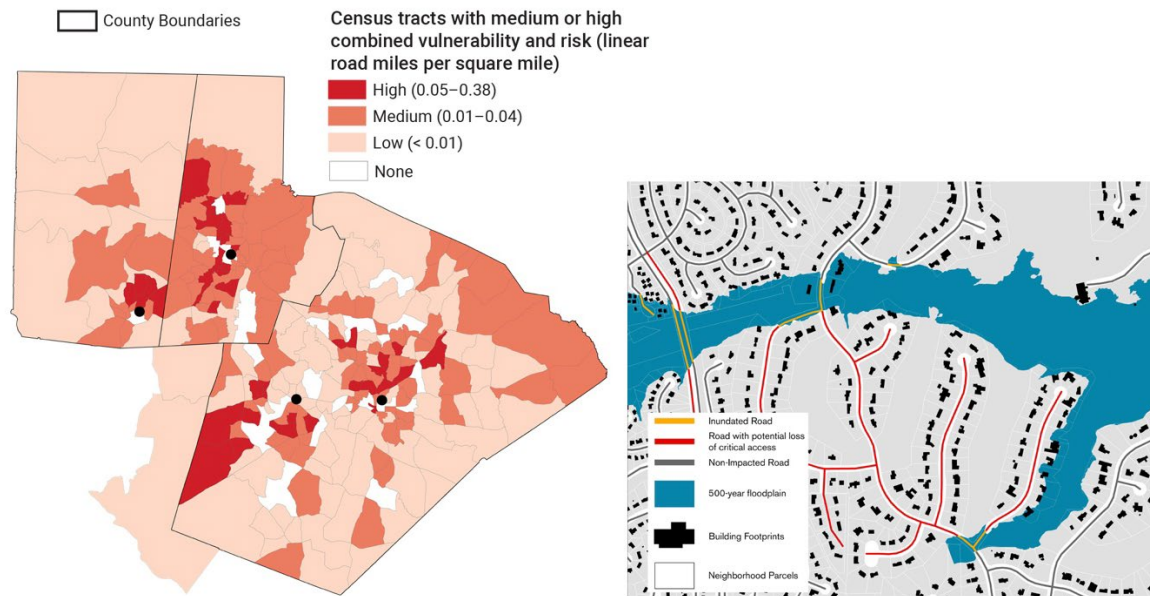 County Boundaries
Census tracts with medium or high
combined vulnerability and risk (linear
road miles per square mile)
High (0.05–0.38)
Medium (0.01–0.04)
Low (< 0.01)
None
Inundated Road
Road with potential loss
of critical access
Non-Impacted Road
500-year floodplain
Building Footprints
Neighborhood Parcels